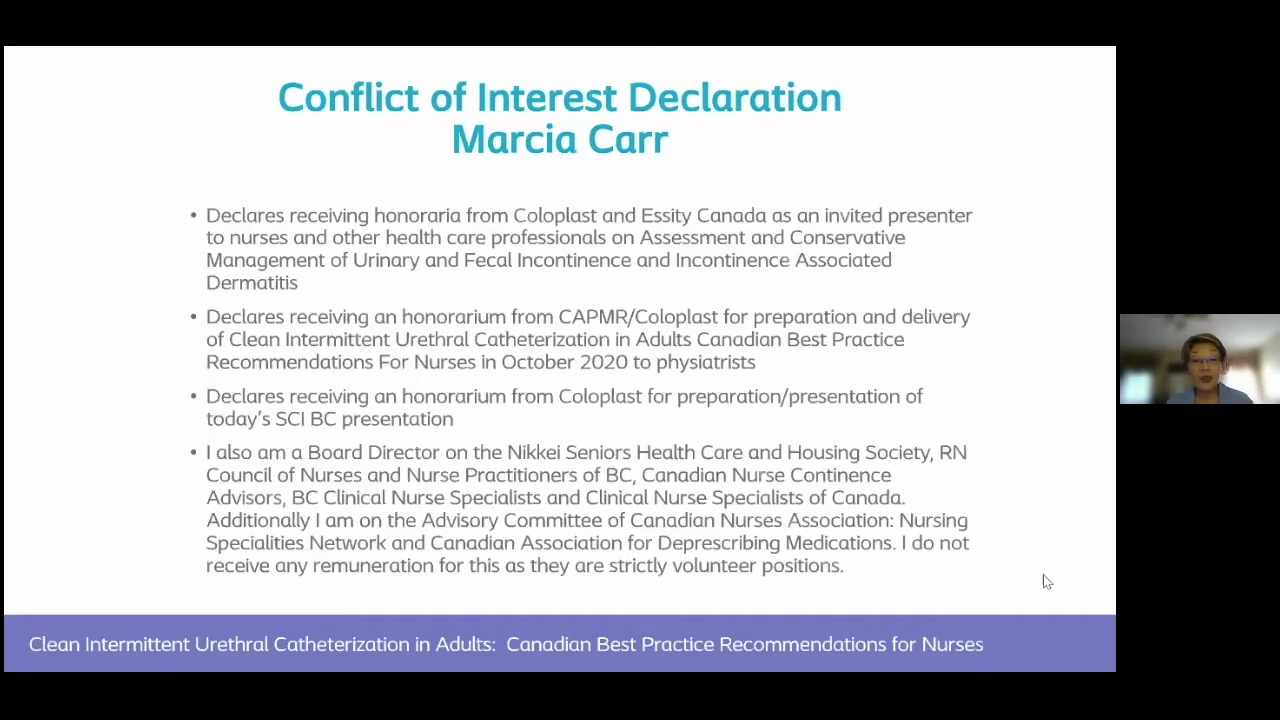 Conflict of Interest Declaration
Marcia Carr
• Declares receiving honoraria from Coloplast and Essity Canada as an invited presenter
to nurses and other health care professionals on Assessment and Conservative
Management of Urinary and Fecal Incontinence and Incontinence Associated
Dermatitis
• Declares receiving an honorarium from CAPMR/Coloplast for preparation and delivery
of Clean Intermittent Urethral Catheterization in Adults Canadian Best Practice
Recommendations For Nurses in October 2020 to physiatrists
• Declares receiving an honorarium from Coloplast for preparation/presentation of
today's SCI BC presentation
• I also am a Board Director on the Nikkei Seniors Health Care and Housing Society, RN
Council of Nurses and Nurse Practitioners of BC, Canadian Nurse Continence
Advisors, BC Clinical Nurse Specialists and Clinical Nurse Specialists of Canada.
Additionally I am on the Advisory Committee of Canadian Nurses Association: Nursing
Specialities Network and Canadian Association for Deprescribing Medications. I do not
receive any remuneration for this as they are strictly volunteer positions.
Clean Intermittent Urethral Catheterization in Adults:  Canadian Best Practice Recommendations for Nurses